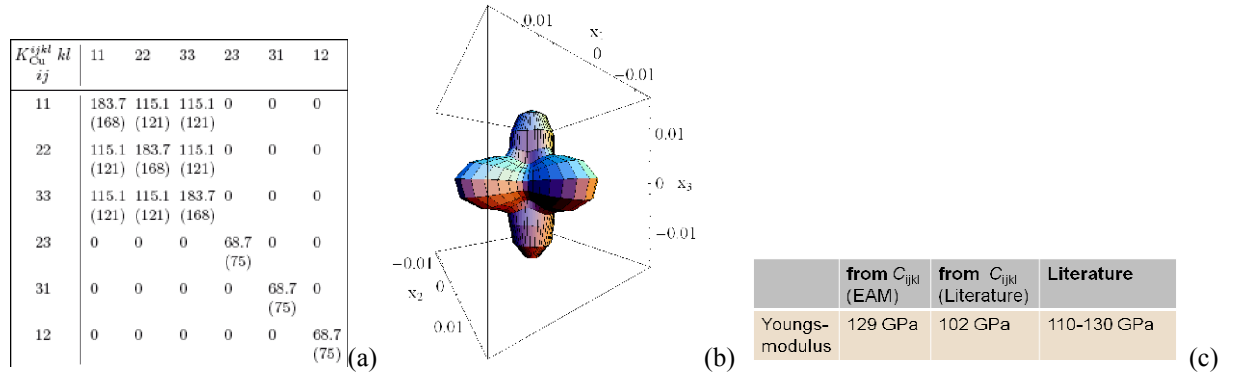 K_Cu^ijkl kl 11 22 33 23 31 12
ij
11 183.7 115.1 115.1 0 0 0
(168) (121) (121)
22 115.1 183.7 115.1 0 0 0
(121) (168) (121)
33 115.1 115.1 183.7 0 0 0
(121) (121) (168)
23 0 0 0 68.7 0 0
(75)
31 0 0 0 0 68.7 0
(75)
12 0 0 0 0 0 68.7
(75)
(a)
0.01
0
-0.01
0.01
0 x3
-0.01
-0.01
x2 0
0.01
(b)
from Cijkl (EAM) from Cijkl (Literature) Literature
Youngs-modulus 129 GPa 102 GPa 110-130 GPa
(c)